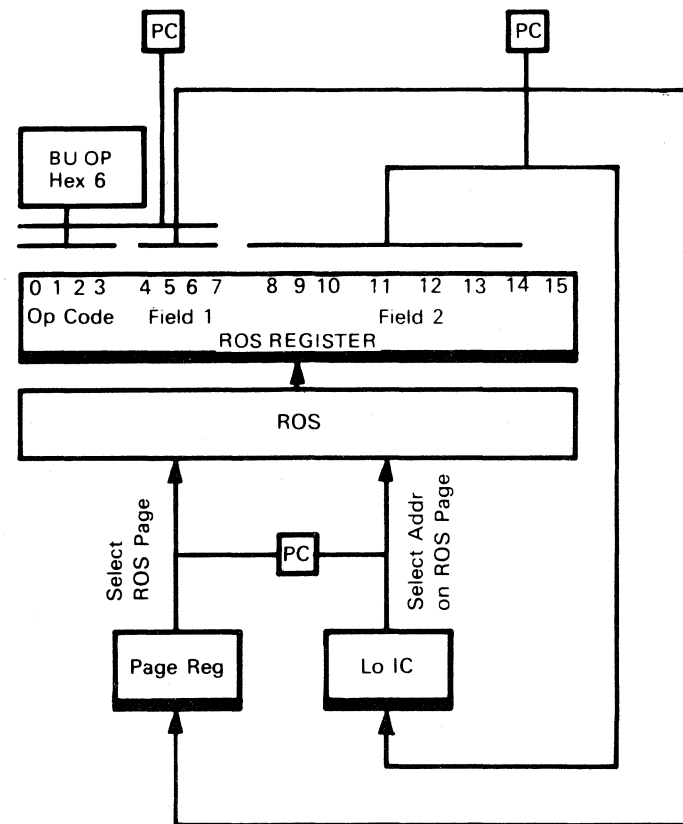 PC
PC
BU OP
Hex 6
0 1 2 3 4 5 6 7 8 9 10 11 12 13 14 15
Op Code Field 1 Field 2
ROS REGISTER
ROS
Select
ROS Page
PC
Select Addr
on ROS Page
Page Reg
Lo IC